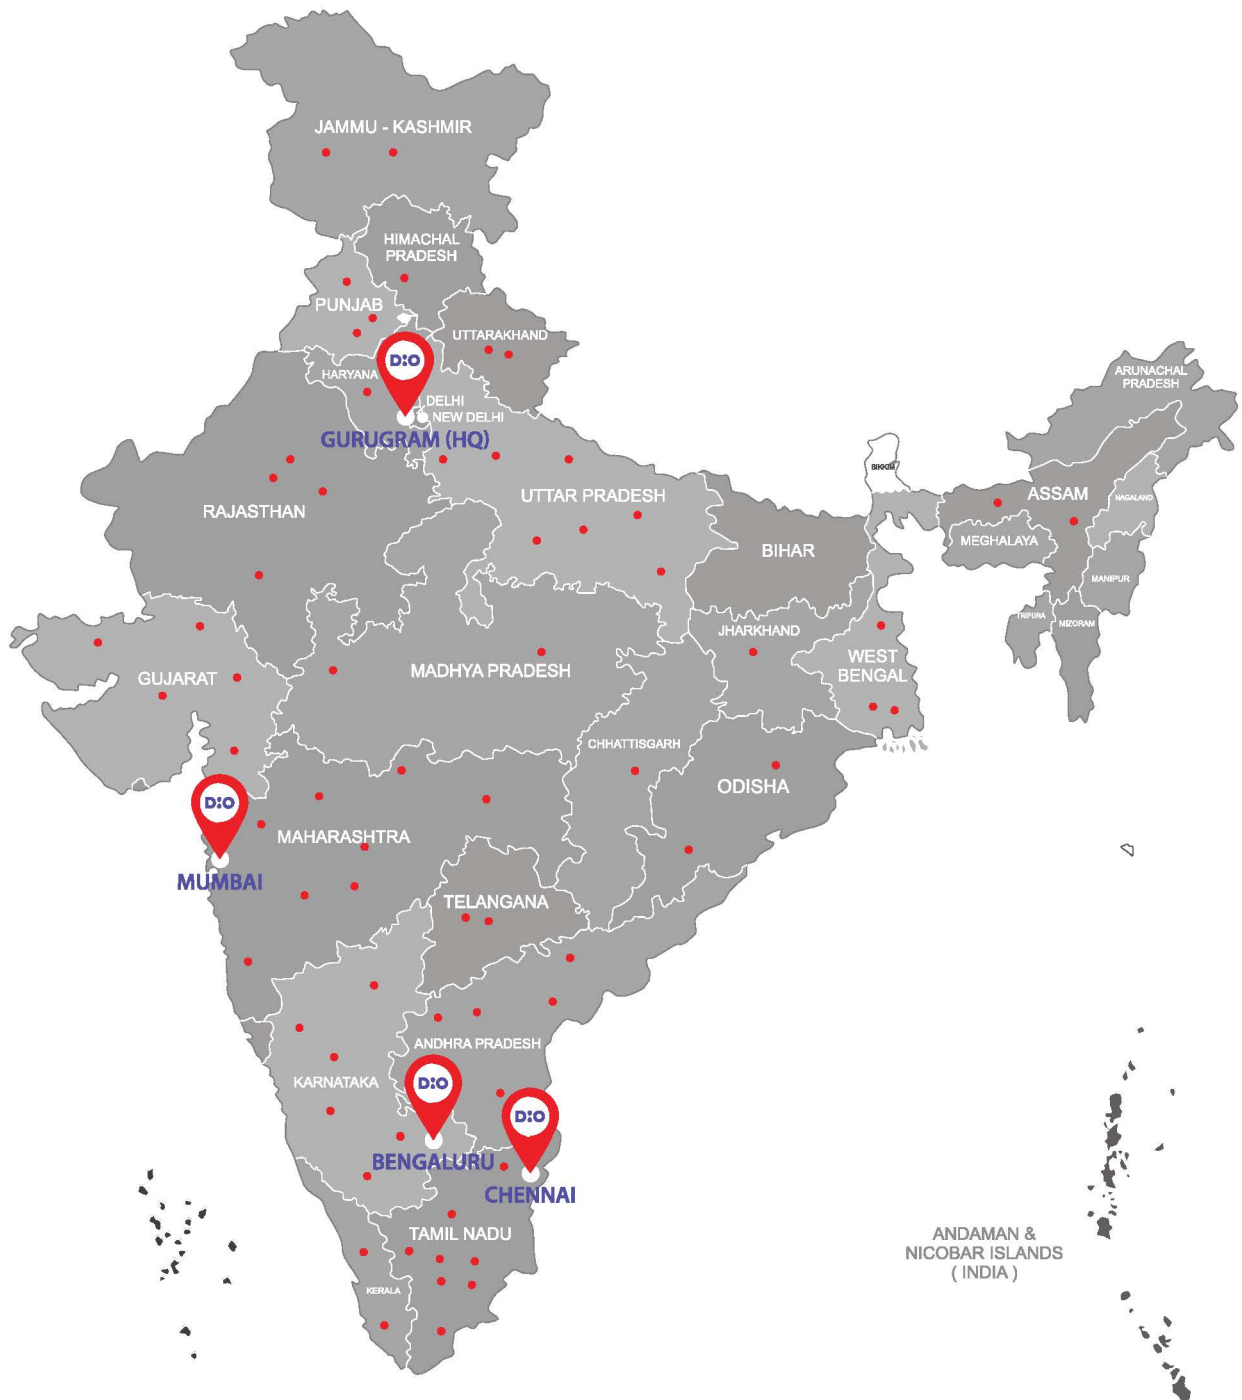 JAMMU - KASHMIR
HIMACHAL
PRADESH
PUNJAB
UTTARAKHAND
D:O
HARYANA
DELHI
NEW DELHI
GURUGRAM (HQ)
ARUNACHAL
PRADESH
SIKKIM
UTTAR PRADESH
RAJASTHAN
ASSAM
NAGALAND
BIHAR
MEGHALAYA
MANIPUR
TRIPURA
MIZORAM
JHARKHAND
WEST
BENGAL
MADHYA PRADESH
GUJARAT
CHHATTISGARH
ODISHA
D:O
MAHARASHTRA
MUMBAI
TELANGANA
ANDHRA PRADESH
KARNATAKA
D:O
D:O
BENGALURU
CHENNAI
TAMIL NADU
KERALA
ANDAMAN &
NICOBAR ISLANDS
( INDIA )